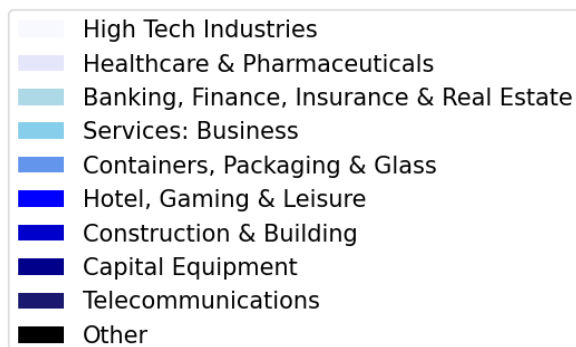 High Tech Industries
Healthcare & Pharmaceuticals
Banking, Finance, Insurance & Real Estate
Services: Business
Containers, Packaging & Glass
Hotel, Gaming & Leisure
Construction & Building
Capital Equipment
Telecommunications
Other